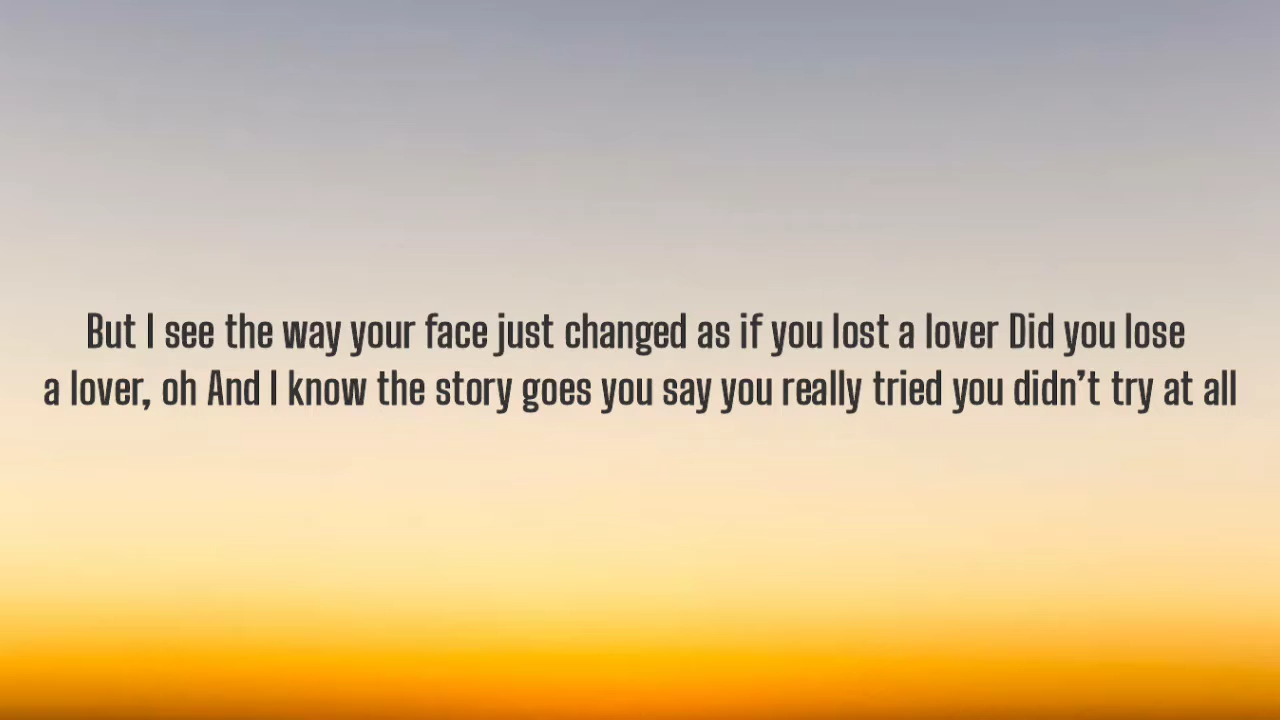 But I see the way your face just changed as if you lost a lover Did you lose
a lover, oh And I know the story goes you say you really tried you didn’t try at all